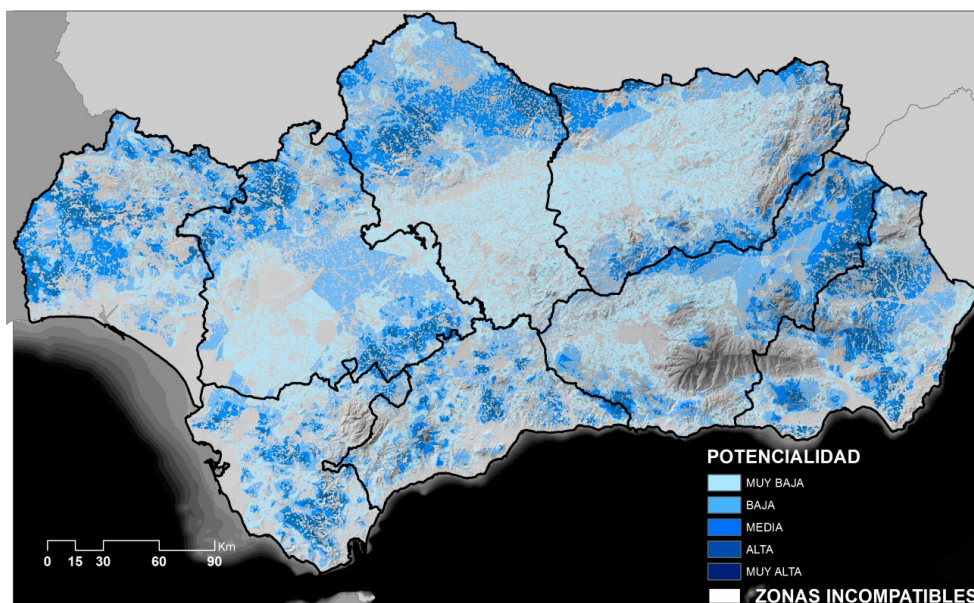 POTENCIALIDAD
MUY BAJA
BAJA
MEDIA
ALTA
MUY ALTA
ZONAS INCOMPATIBLES
Km
0 15 30 60 90